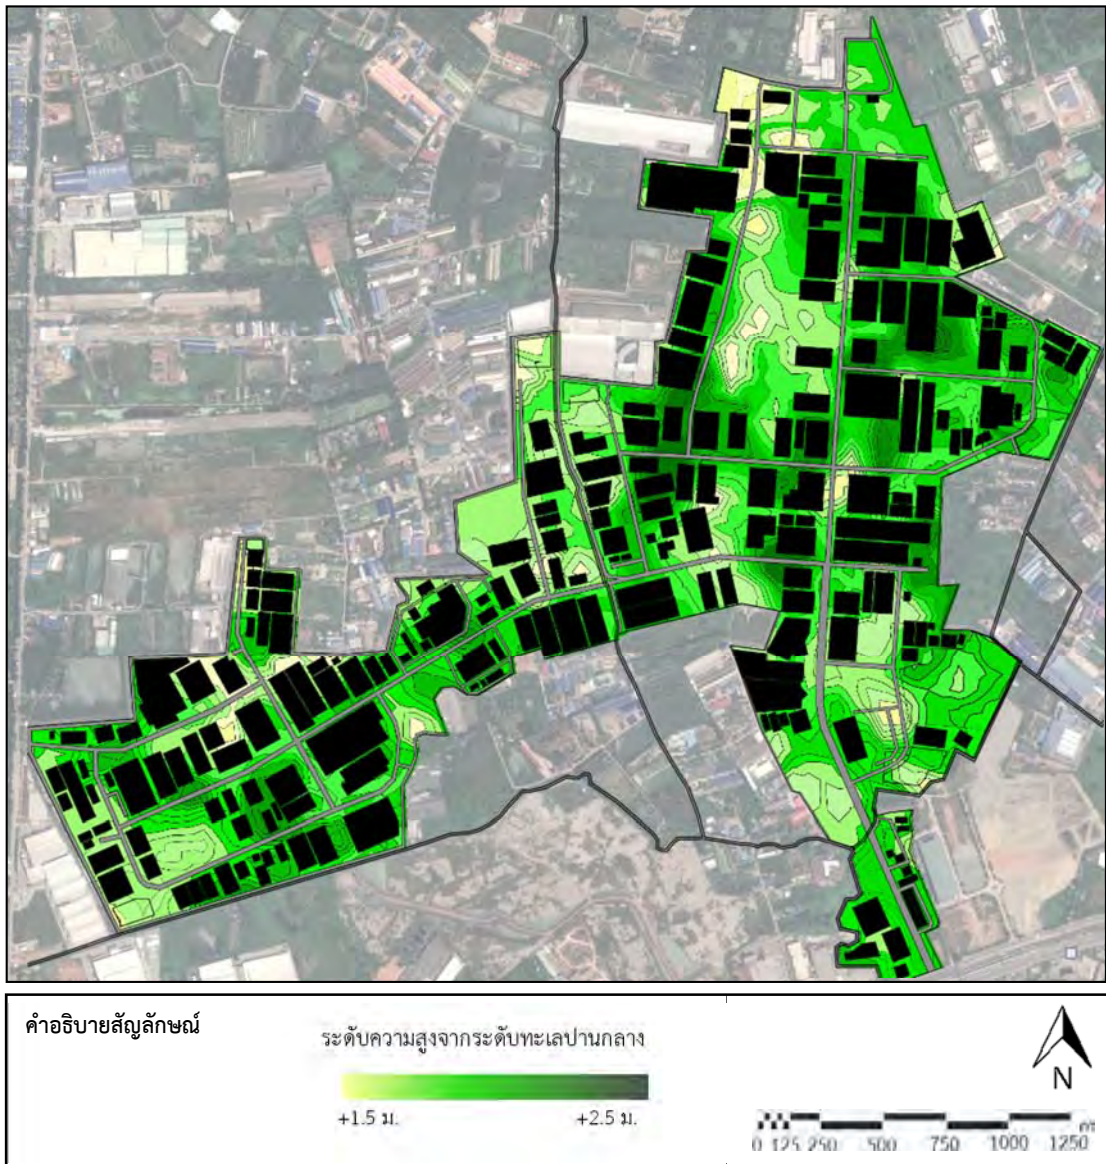 คำอธิบายสัญลักษณ์
ระดับความสูงจากระดับทะเลปานกลาง
+1.5 ม. +2.5 ม.
N
0 125 250 500 750 1000 1250